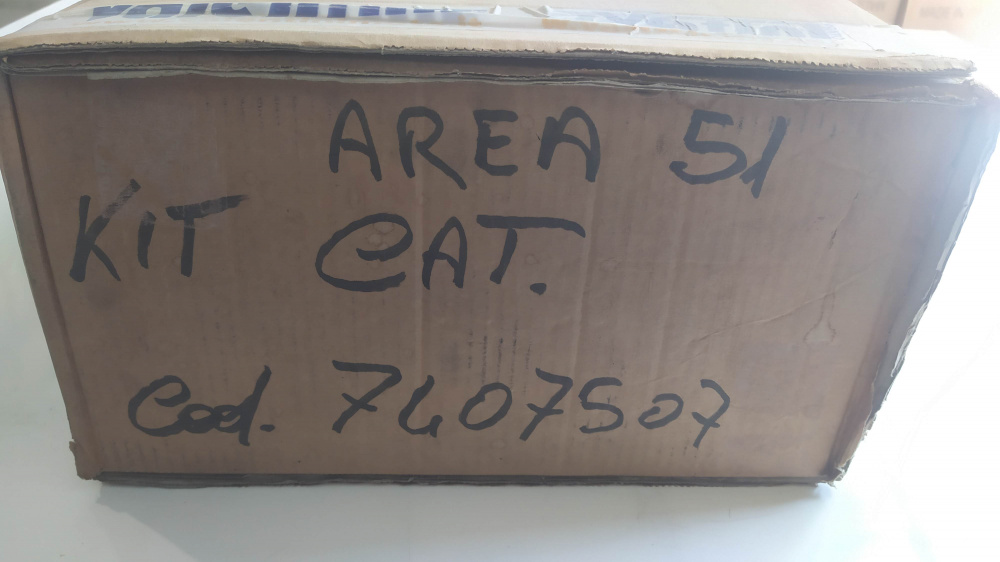 AREA 51
KIT CAT.
Cod. 7407507